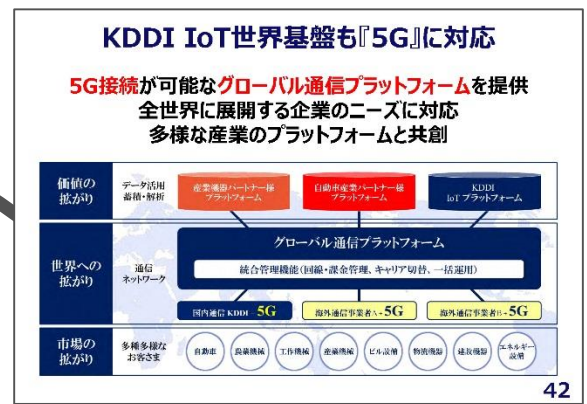 KDDI IoT世界基盤も『5G』に対応
5G接続が可能なグローバル通信プラットフォームを提供
全世界に展開する企業のニーズに対応
多様な産業のプラットフォームと共創
価値の
拡がり
データ活用
蓄積・解析
産業機器パートナー様
プラットフォーム
自動車産業パートナー様
プラットフォーム
KDDI
IoT プラットフォーム
世界への
拡がり
通信
ネットワーク
グローバル通信プラットフォーム
統合管理機能(回線・課金管理、キャリア切替、一括運用)
国内通信 KDDI - 5G
海外通信事業者A - 5G
海外通信事業者B - 5G
市場の
拡がり
多種多様な
お客さま
自動車
農業機械
工作機械
産業機械
ビル設備
物流機器
建設機器
エネルギー
設備
42